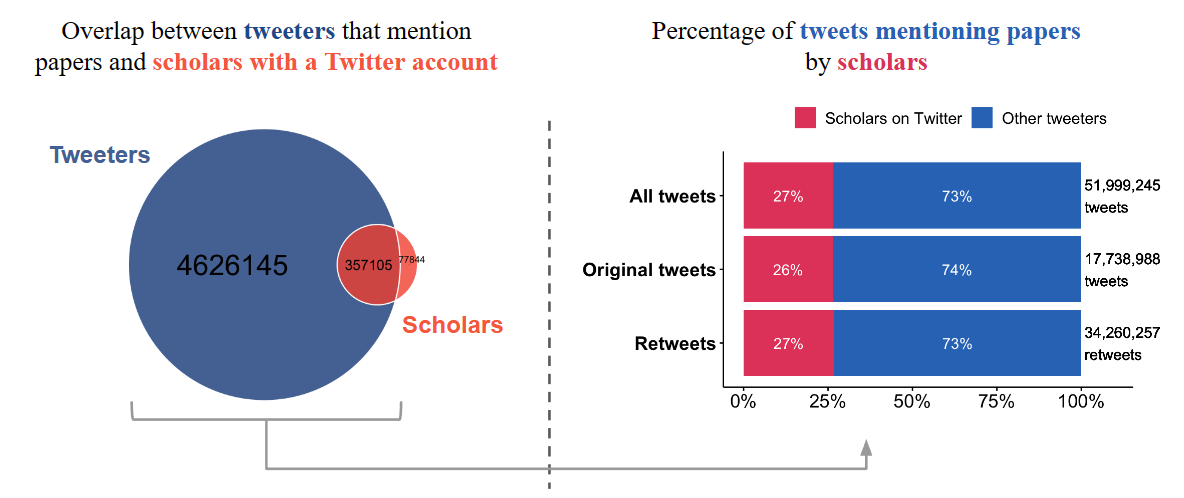 Overlap between tweeters that mention
papers and scholars with a Twitter account
Tweeters
4626145
357105
77844
Scholars
Percentage of tweets mentioning papers
by scholars
Scholars on Twitter
Other tweeters
All tweets
27%
73%
51,999,245
tweets
Original tweets
26%
74%
17,738,988
tweets
Retweets
27%
73%
34,260,257
retweets
0%
25%
50%
75%
100%